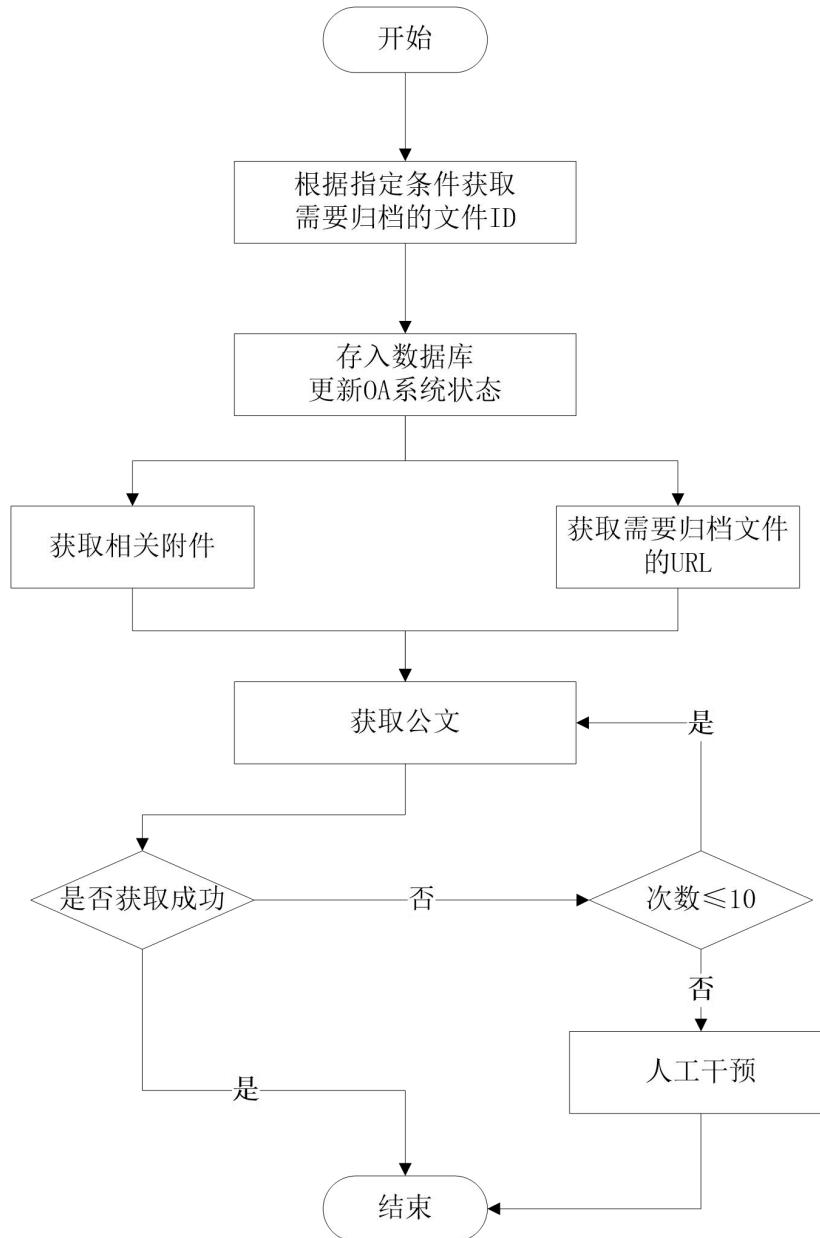 开始
根据指定条件获取
需要归档的文件ID
存入数据库
更新OA系统状态
获取相关附件
获取需要归档文件
的URL
获取公文
是
是否获取成功
否
次数≤10
否
人工干预
是
结束